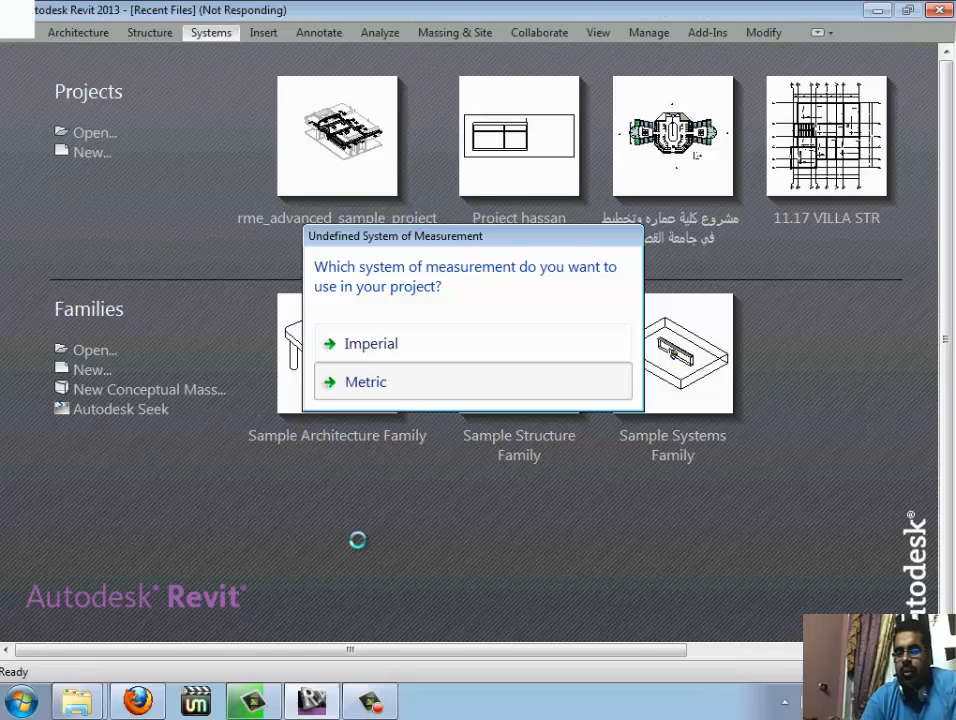 todesk Revit 2013 - [Recent Files] (Not Responding)
Architecture Structure Systems Insert Annotate Analyze Massing & Site Collaborate View Manage Add-Ins Modify
Projects
Open...
New...
rme_advanced_sample_project
Project hassan
مشروع كلية عماره وتخطيط
في جامعة القص
11.17 VILLA STR
Undefined System of Measurement
Which system of measurement do you want to
use in your project?
Imperial
Metric
Families
Open...
New...
New Conceptual Mass...
Autodesk Seek
Sample Architecture Family
Sample Structure
Family
Sample Systems
Family
Autodesk® Revit®
utodesk®
Ready